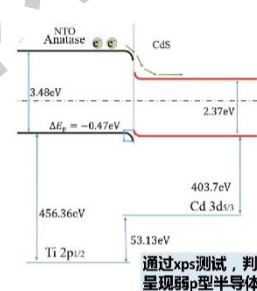 NTO
Anatase
e e
CdS
3.48eV
2.37eV
ΔEᵥ = −0.47eV
403.7eV
Cd 3d5/3
456.36eV
53.13eV
Ti 2p1/2
通过xps测试，判
呈现弱p型半导体